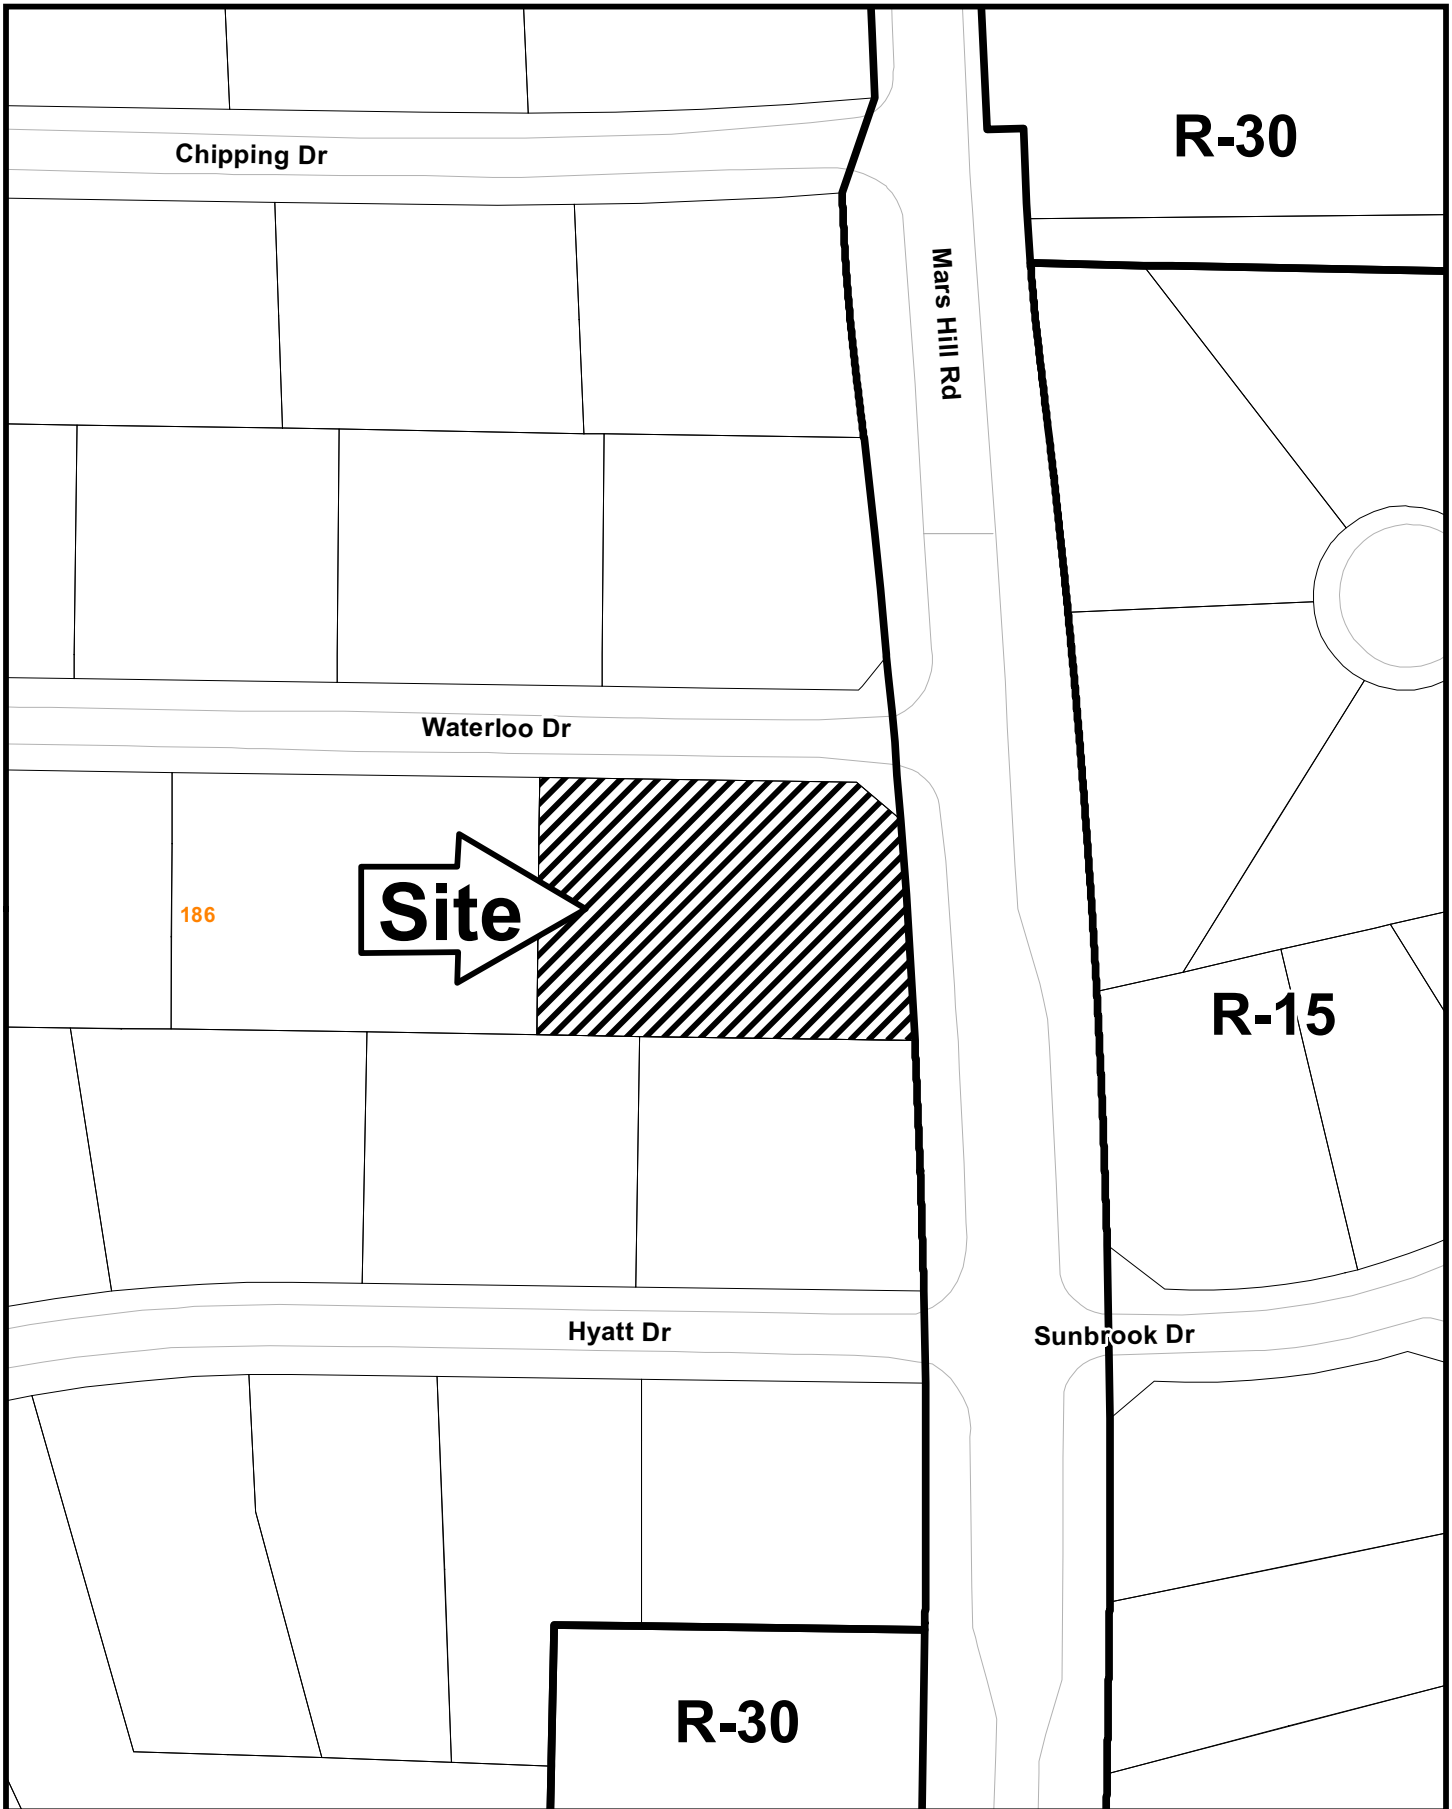 R-30
Chipping Dr
Mars Hill Rd
Waterloo Dr
Site
186
R-15
Hyatt Dr
Sunbrook Dr
R-30